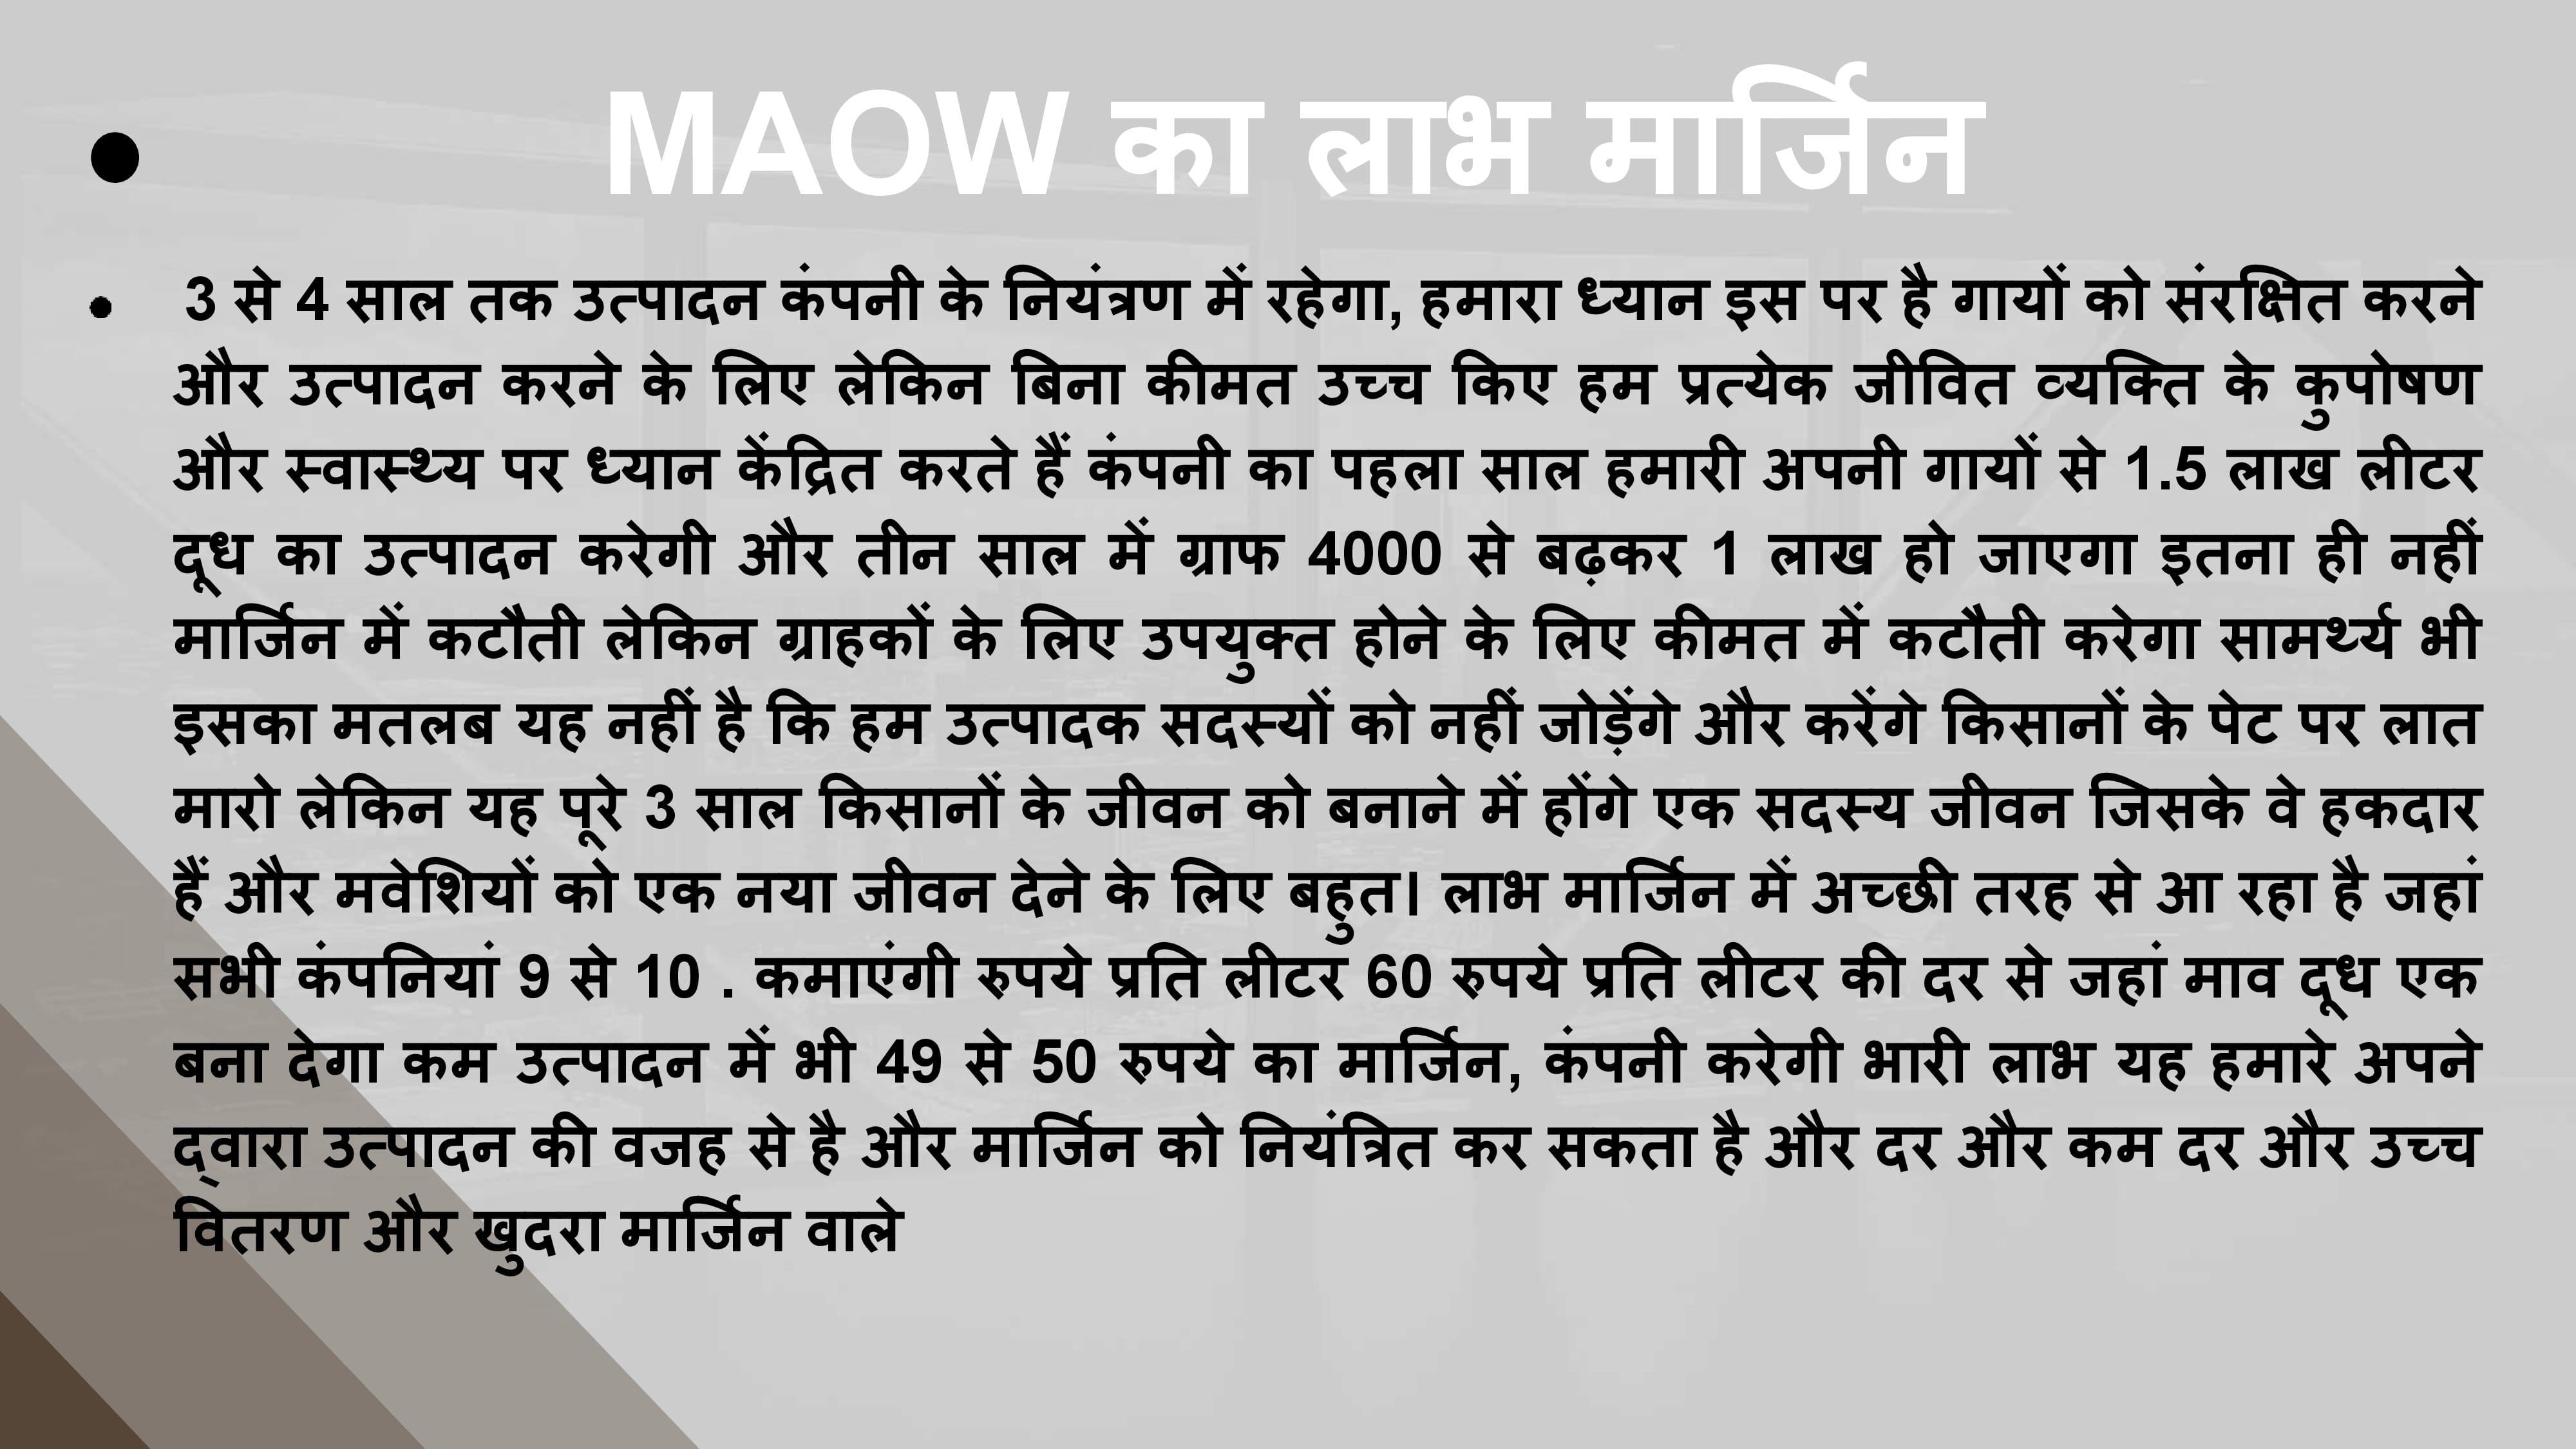 MAOW का लाभ मार्जिन
3 से 4 साल तक उत्पादन कंपनी के नियंत्रण में रहेगा, हमारा ध्यान इस पर है गायों को संरक्षित करने
और उत्पादन करने के लिए लेकिन बिना कीमत उच्च किए हम प्रत्येक जीवित व्यक्ति के कुपोषण
और स्वास्थ्य पर ध्यान केंद्रित करते हैं कंपनी का पहला साल हमारी अपनी गायों से 1.5 लाख लीटर
दूध का उत्पादन करेगी और तीन साल में ग्राफ 4000 से बढ़कर 1 लाख हो जाएगा इतना ही नहीं
मार्जिन में कटौती लेकिन ग्राहकों के लिए उपयुक्त होने के लिए कीमत में कटौती करेगा सामर्थ्य भी
इसका मतलब यह नहीं है कि हम उत्पादक सदस्यों को नहीं जोड़ेंगे और करेंगे किसानों के पेट पर लात
मारो लेकिन यह पूरे 3 साल किसानों के जीवन को बनाने में होंगे एक सदस्य जीवन जिसके वे हकदार
हैं और मवेशियों को एक नया जीवन देने के लिए बहुत। लाभ मार्जिन में अच्छी तरह से आ रहा है जहां
सभी कंपनियां 9 से 10 . कमाएंगी रुपये प्रति लीटर 60 रुपये प्रति लीटर की दर से जहां माव दूध एक
बना देगा कम उत्पादन में भी 49 से 50 रुपये का मार्जिन, कंपनी करेगी भारी लाभ यह हमारे अपने
द्वारा उत्पादन की वजह से है और मार्जिन को नियंत्रित कर सकता है और दर और कम दर और उच्च
वितरण और खुदरा मार्जिन वाले